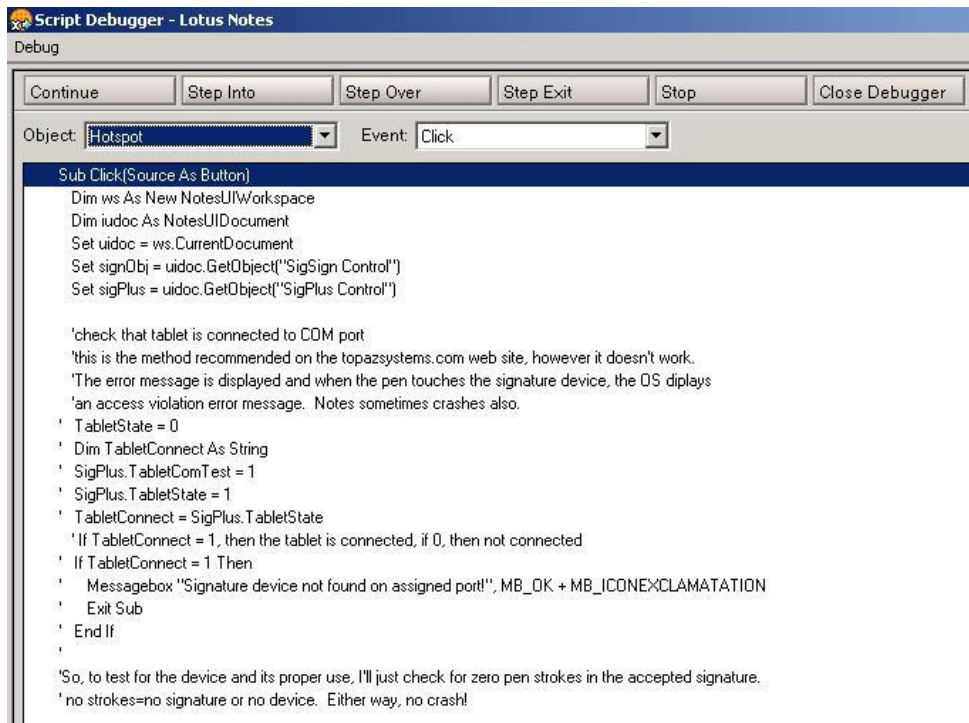 Script Debugger - Lotus Notes
Debug
Continue Step Into Step Over Step Exit Stop Close Debugger
Object: Hotspot Event: Click
Sub Click(Source As Button)
Dim ws As New NotesUIWorkspace
Dim iudoc As NotesUIDocument
Set uidoc = ws.CurrentDocument
Set signObj = uidoc.GetObject("SigSign Control")
Set sigPlus = uidoc.GetObject("SigPlus Control")
'check that tablet is connected to COM port
'this is the method recommended on the topazsystems.com web site, however it doesn't work.
'The error message is displayed and when the pen touches the signature device, the OS diplays
'an access violation error message.  Notes sometimes crashes also.
' TabletState = 0
' Dim TabletConnect As String
' SigPlus.TabletComTest = 1
' SigPlus.TabletState = 1
' TabletConnect = SigPlus.TabletState
' If TabletConnect = 1, then the tablet is connected, if 0, then not connected
' If TabletConnect = 1 Then
' Messagebox "Signature device not found on assigned port!", MB_OK + MB_ICONEXCLAMATATION
' Exit Sub
' End If
'
'So, to test for the device and its proper use, I'll just check for zero pen strokes in the accepted signature.
' no strokes=no signature or no device.  Either way, no crash!